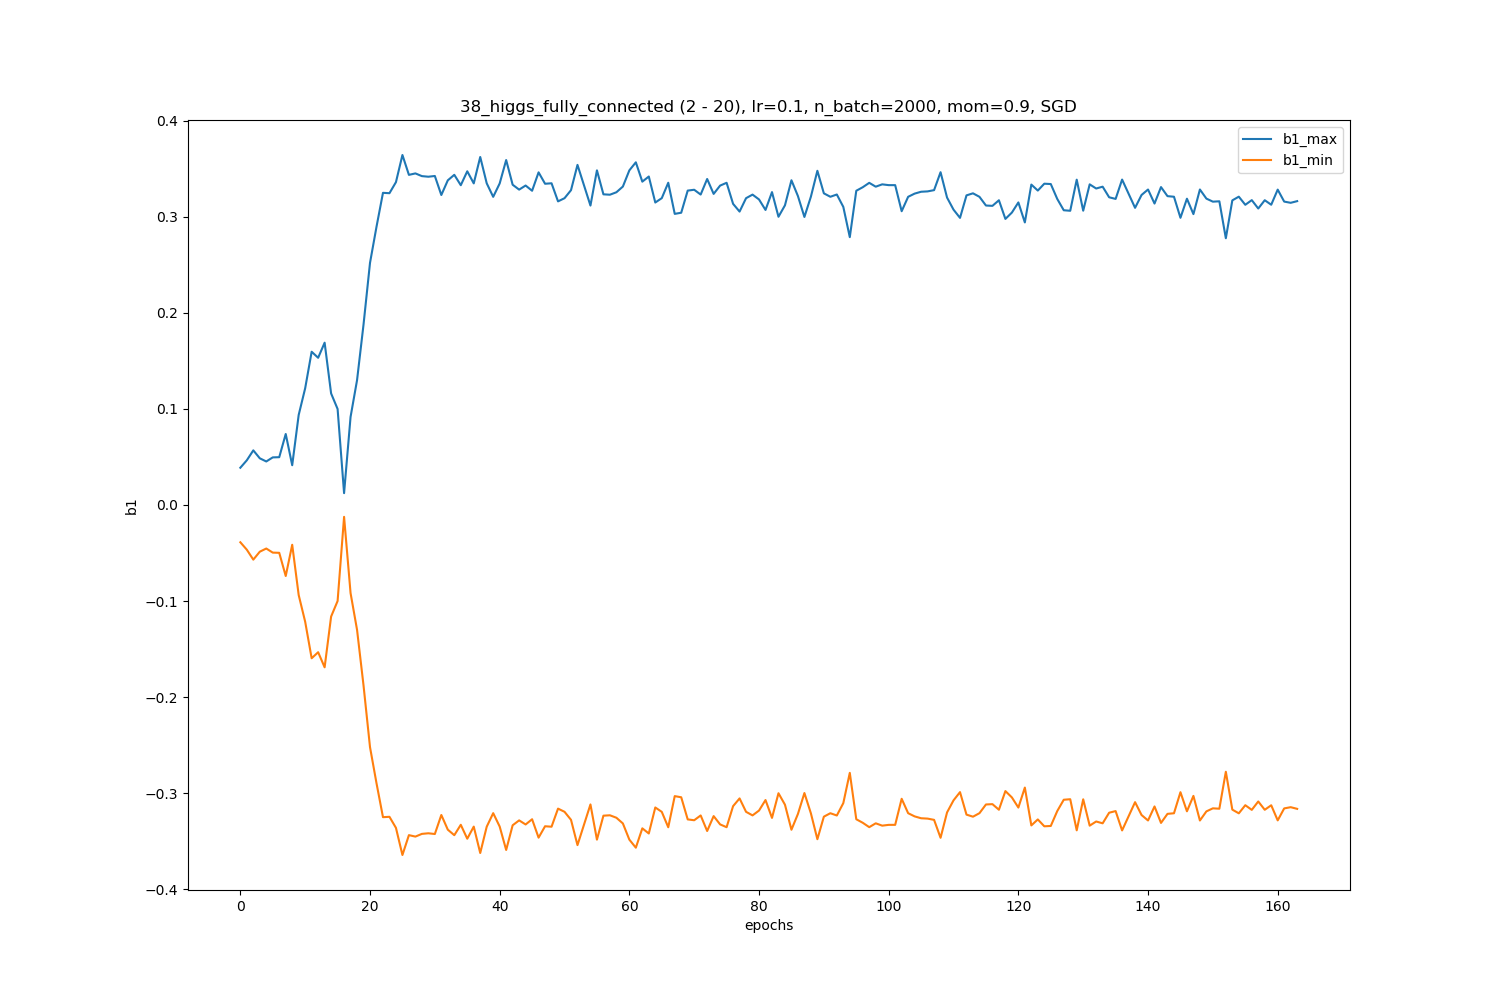 38_higgs_fully_connected (2 - 20), lr=0.1, n_batch=2000, mom=0.9, SGD
b1_max
b1_min
0.4
0.3
0.2
0.1
0.0
−0.1
−0.2
−0.3
−0.4
b1
0 20 40 60 80 100 120 140 160
epochs